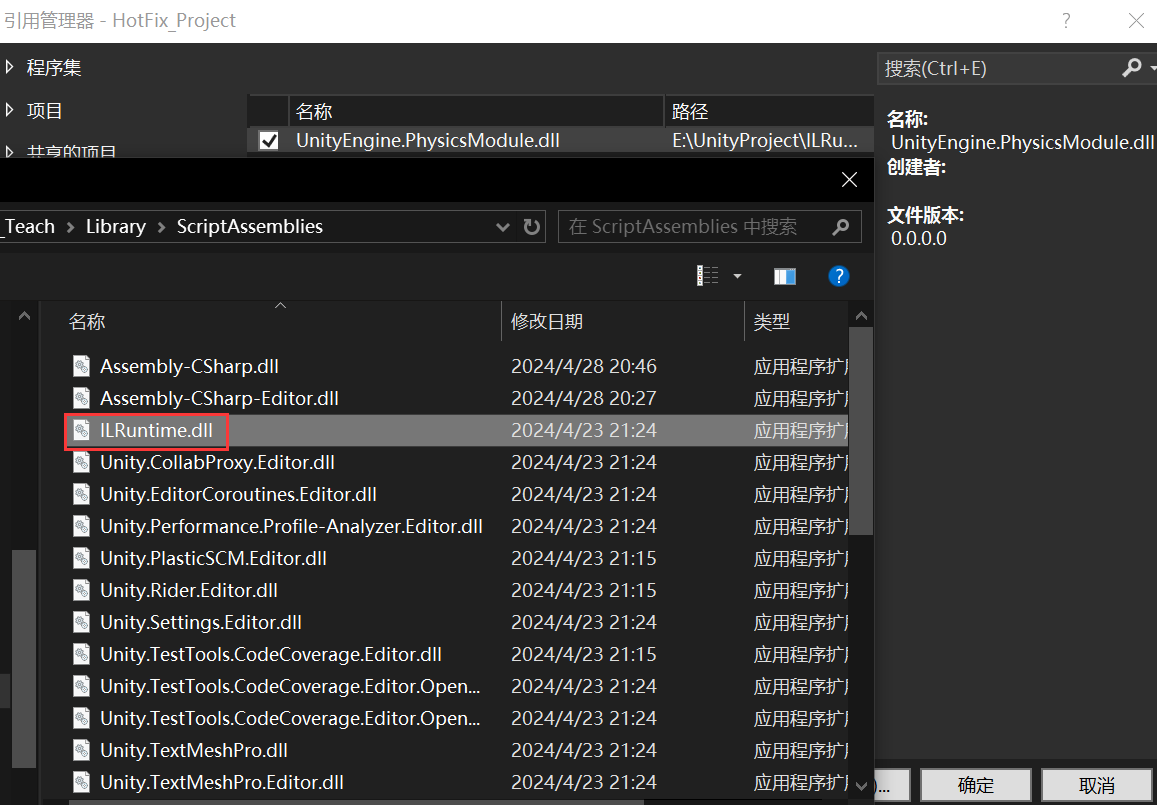 引用管理器 - HotFix_Project
?
程序集
项目
共享的项目
名称 路径
UnityEngine.PhysicsModule.dll E:\UnityProject\ILRu...
搜索(Ctrl+E)
名称:
UnityEngine.PhysicsModule.dll
创建者:
文件版本:
0.0.0.0
_Teach Library ScriptAssemblies
在 ScriptAssemblies 中搜索
?
名称 修改日期 类型
Assembly-CSharp.dll 2024/4/28 20:46 应用程序扩
Assembly-CSharp-Editor.dll 2024/4/28 20:27 应用程序扩
ILRuntime.dll 2024/4/23 21:24 应用程序扩
Unity.CollabProxy.Editor.dll 2024/4/23 21:24 应用程序扩
Unity.EditorCoroutines.Editor.dll 2024/4/23 21:24 应用程序扩
Unity.Performance.Profile-Analyzer.Editor.dll 2024/4/23 21:24 应用程序扩
Unity.PlasticSCM.Editor.dll 2024/4/23 21:15 应用程序扩
Unity.Rider.Editor.dll 2024/4/23 21:15 应用程序扩
Unity.Settings.Editor.dll 2024/4/23 21:24 应用程序扩
Unity.TestTools.CodeCoverage.Editor.dll 2024/4/23 21:15 应用程序扩
Unity.TestTools.CodeCoverage.Editor.Open... 2024/4/23 21:24 应用程序扩
Unity.TestTools.CodeCoverage.Editor.Open... 2024/4/23 21:24 应用程序扩
Unity.TextMeshPro.dll 2024/4/23 21:24 应用程序扩
Unity.TextMeshPro.Editor.dll 2024/4/23 21:24 应用程序扩
)... 确定 取消